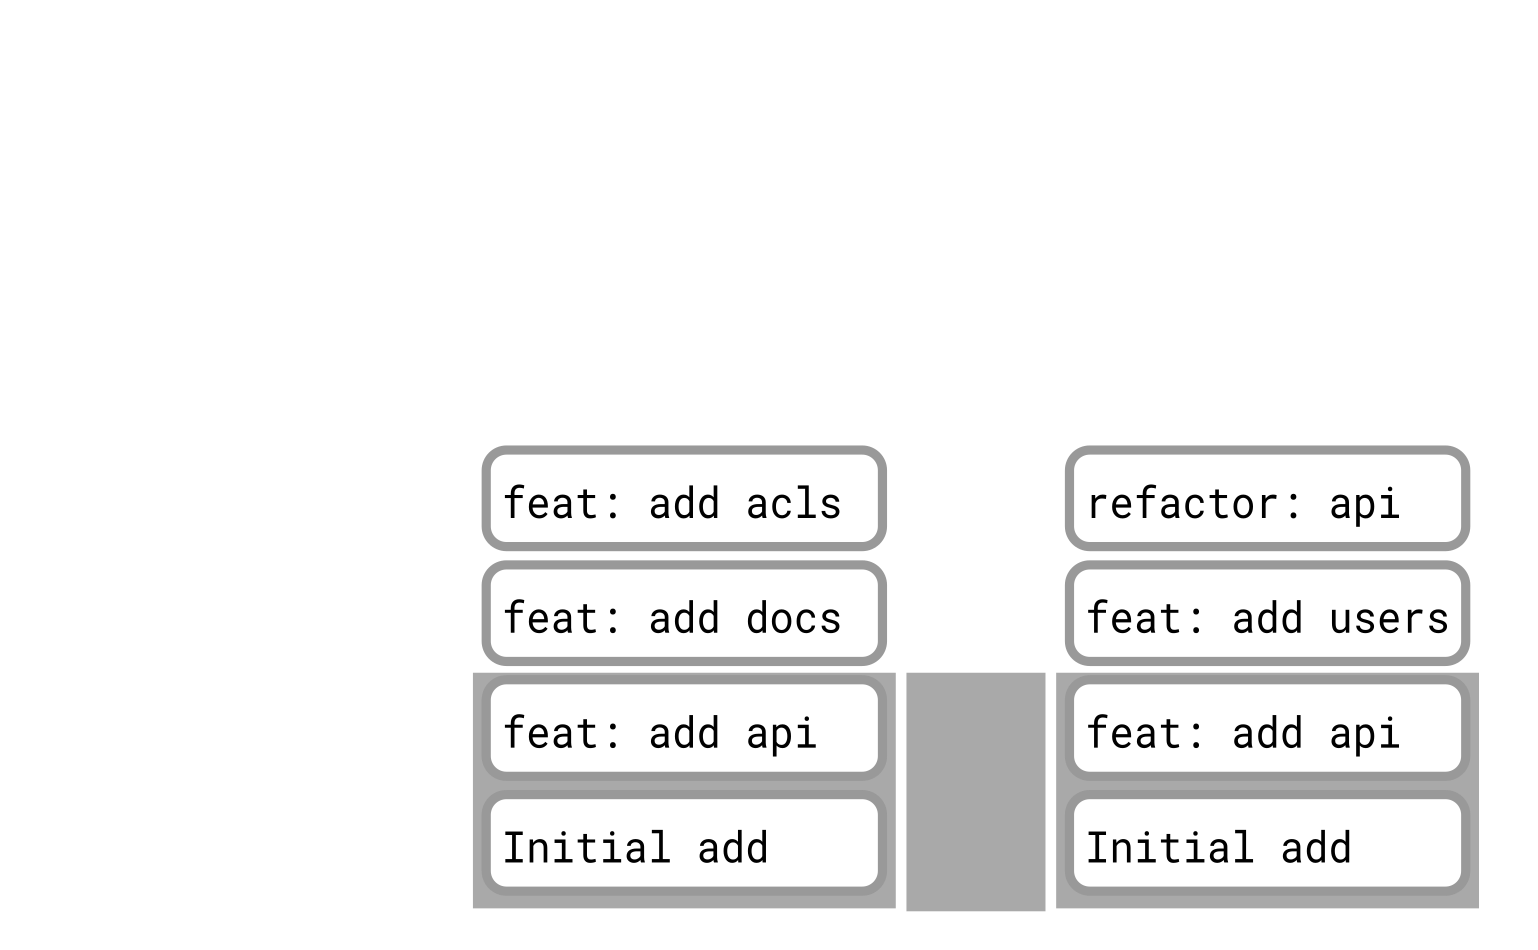 feat: add acls
refactor: api
feat: add docs
feat: add users
feat: add api
feat: add api
Initial add
Initial add